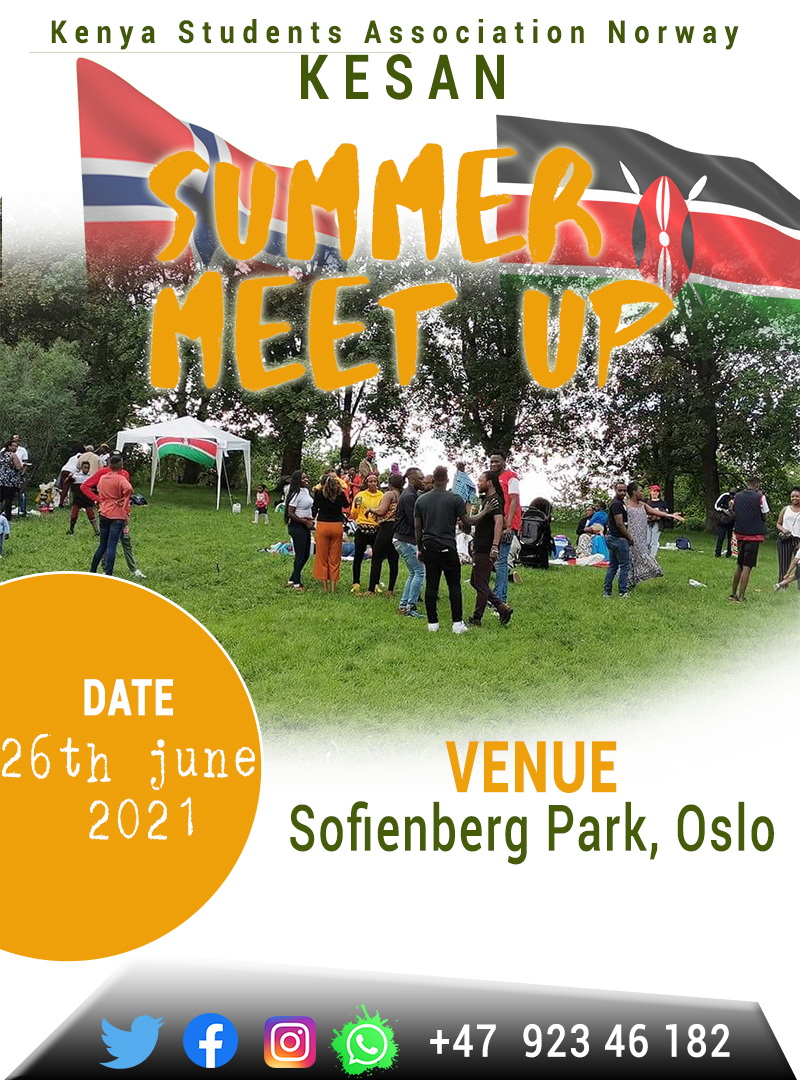 Kenya Students Association Norway
KESAN
SUMMER
MEET UP
DATE
26th june
2021
VENUE
Sofienberg Park, Oslo
+47 923 46 182